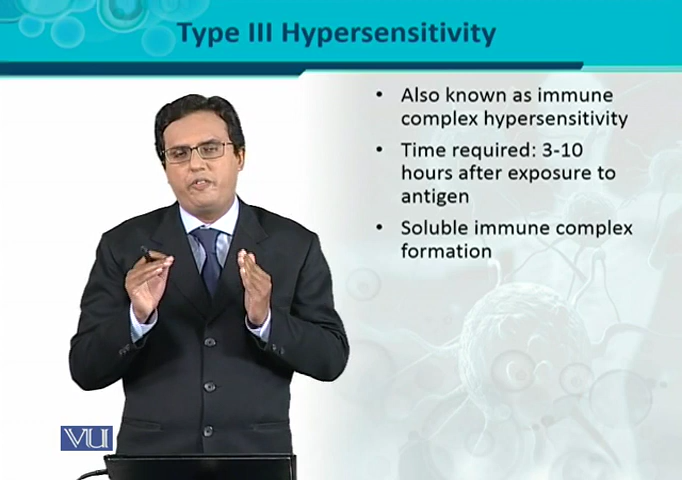 Type III Hypersensitivity
• Also known as immune
complex hypersensitivity
• Time required: 3-10
hours after exposure to
antigen
• Soluble immune complex
formation
VU